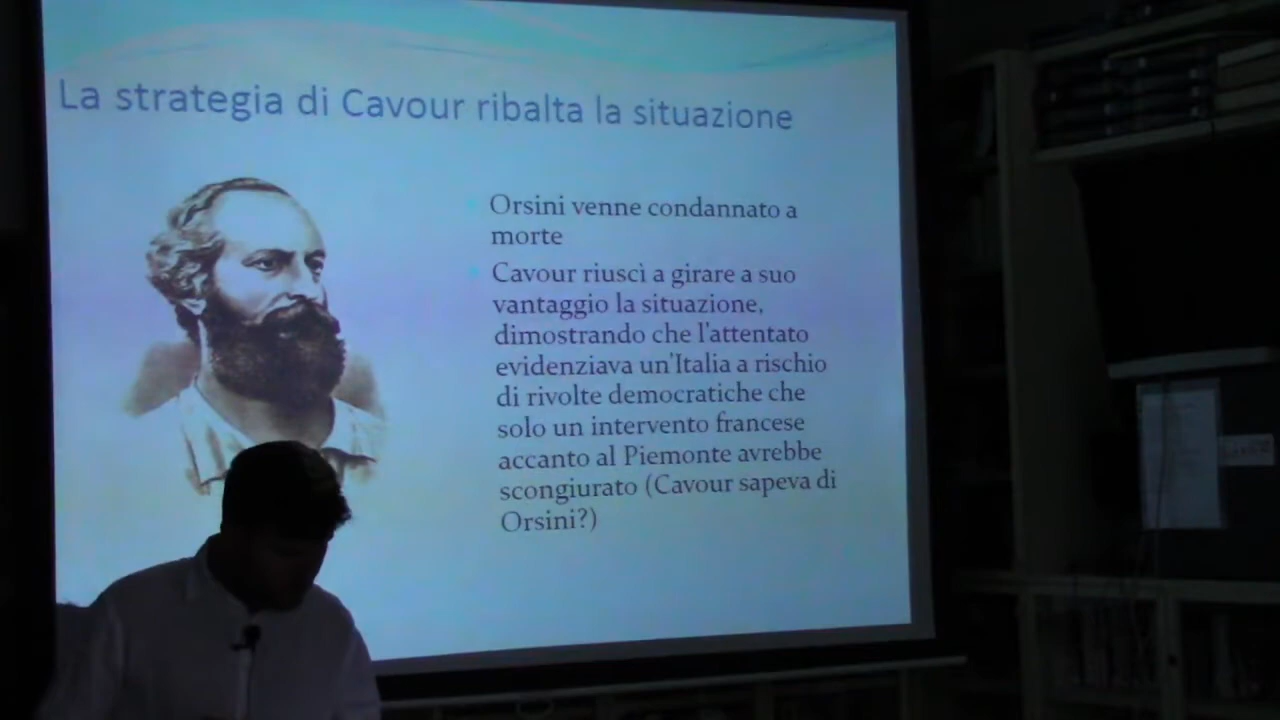 La strategia di Cavour ribalta la situazione
Orsini venne condannato a
morte
Cavour riuscì a girare a suo
vantaggio la situazione,
dimostrando che l'attentato
evidenziava un'Italia a rischio
di rivolte democratiche che
solo un intervento francese
accanto al Piemonte avrebbe
scongiurato (Cavour sapeva di
Orsini?)